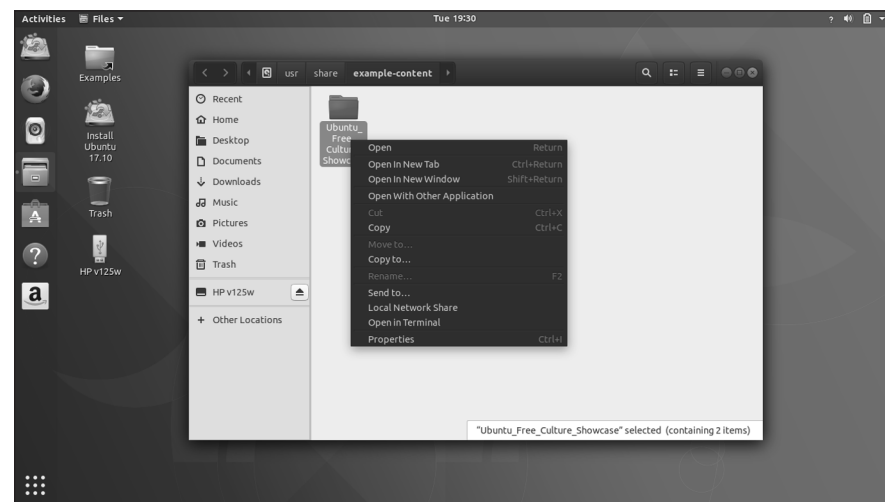 Activities Files Tue 19:30
Examples
Install
Ubuntu
17.10
Trash
HP v125w
usr share example-content
Recent
Home
Desktop
Documents
Downloads
Music
Pictures
Videos
Trash
HP v125w
+ Other Locations
Ubuntu_
Free_
Open Return
Open In New Tab Ctrl+Return
Open In New Window Shift+Return
Open With Other Application
Cut Ctrl+X
Copy Ctrl+C
Move to…
Copy to…
Rename… F2
Send to…
Local Network Share
Open in Terminal
Properties Ctrl+I
"Ubuntu_Free_Culture_Showcase" selected (containing 2 items)